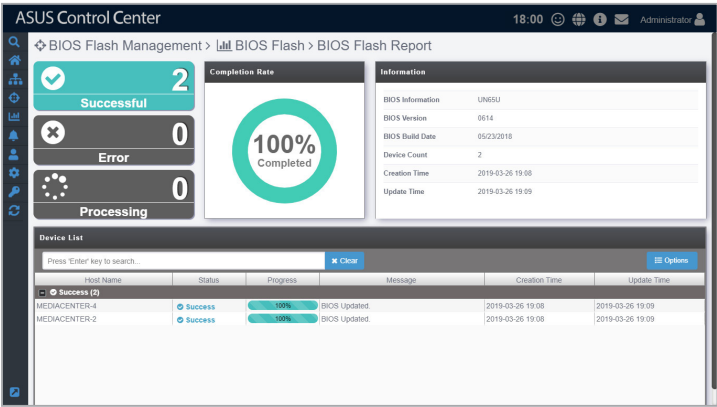 ASUS Control Center
18:00 Administrator
BIOS Flash Management > BIOS Flash > BIOS Flash Report
2
Successful
0
Error
0
Processing
Completion Rate
100%
Completed
Information
BIOS Information UN65U
BIOS Version 0614
BIOS Build Date 05/23/2018
Device Count 2
Creation Time 2019-03-26 19:08
Update Time 2019-03-26 19:09
Device List
Press 'Enter' key to search... Clear Options
Host Name Status Progress Message Creation Time Update Time
Success (2)
MEDIACENTER-4 Success 100% BIOS Updated. 2019-03-26 19:08 2019-03-26 19:09
MEDIACENTER-2 Success 100% BIOS Updated. 2019-03-26 19:08 2019-03-26 19:09